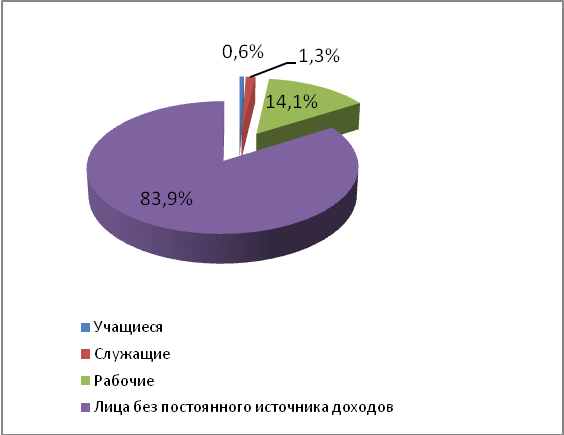 0,6%
1,3%
14,1%
83,9%
Учащиеся
Служащие
Рабочие
Лица без постоянного источника доходов